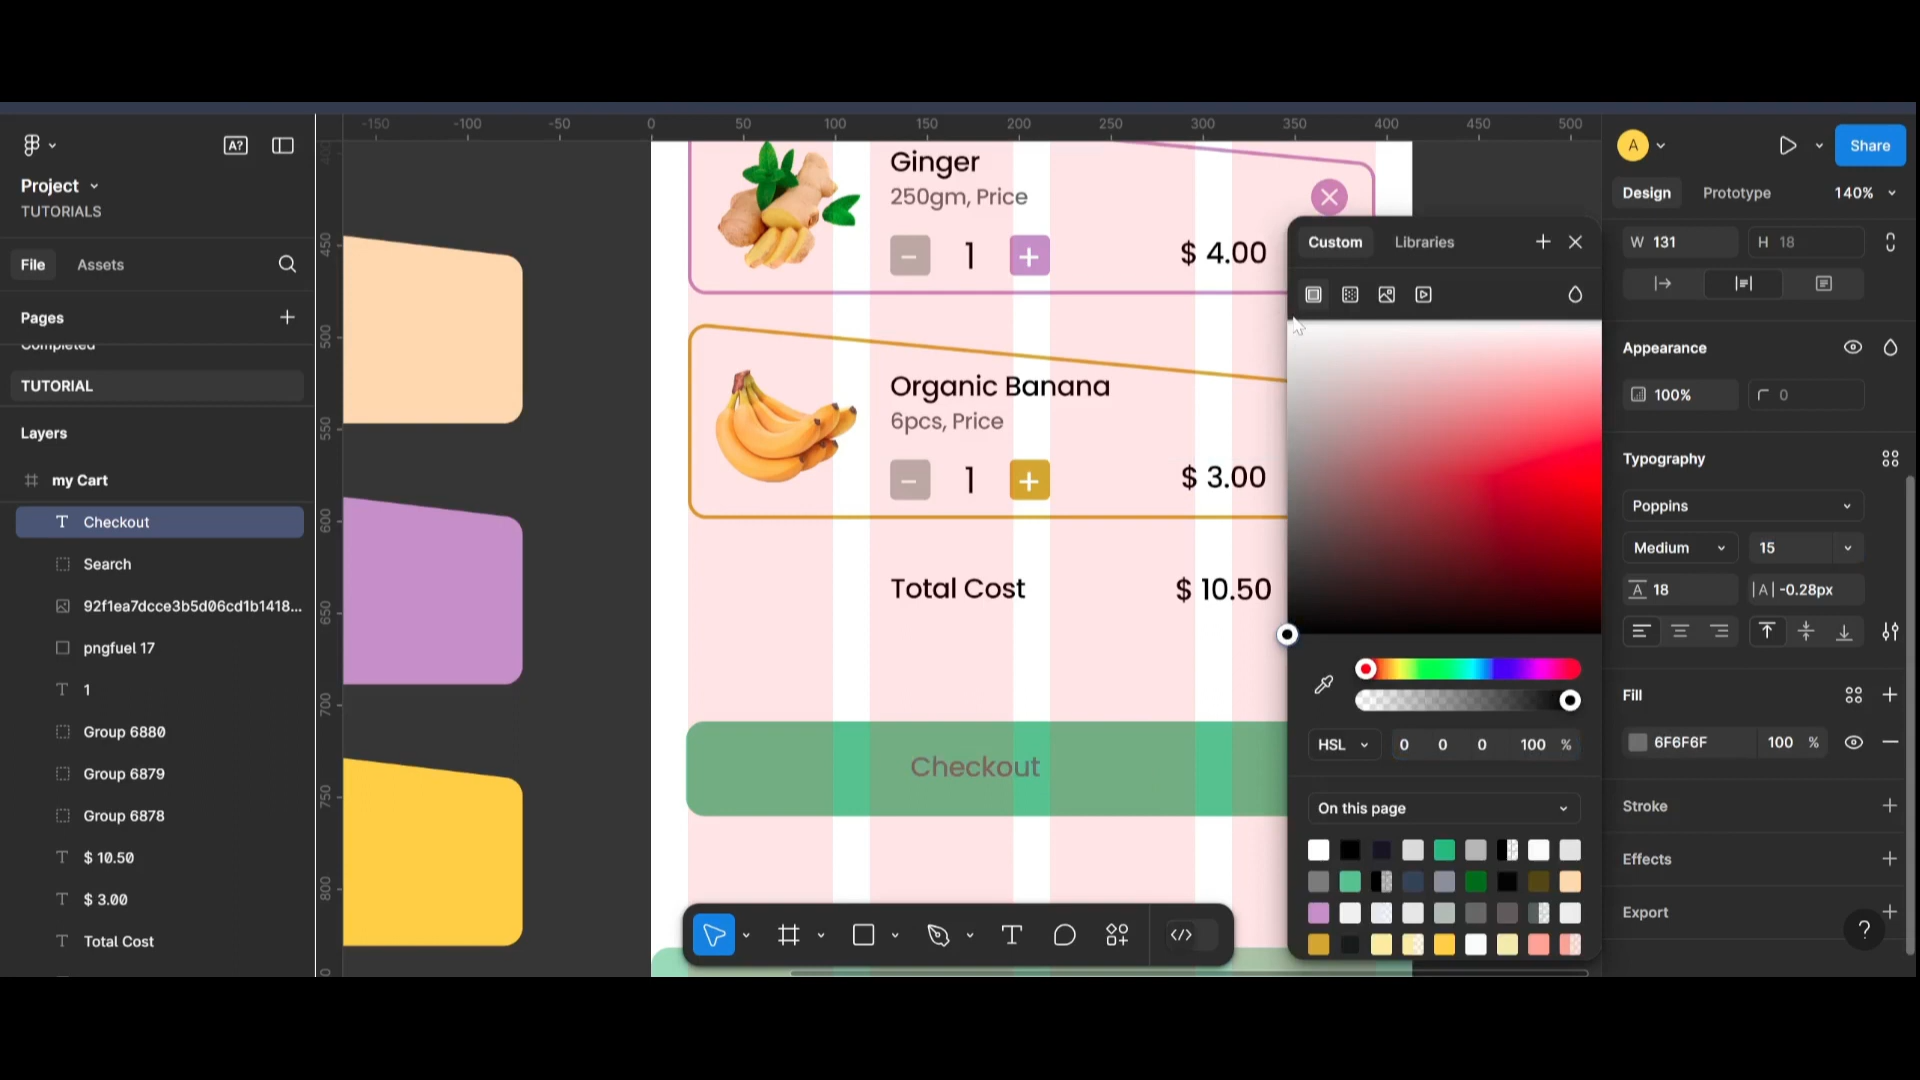 -150 -100 -50 0 50 100 150 200 250 300 350 400 450 500
A?
Project
TUTORIALS
File Assets
Pages
Completed
TUTORIAL
Layers
my Cart
Checkout
Search
92f1ea7dcce3b5d06cd1b1418...
pngfuel 17
1
Group 6880
Group 6879
Group 6878
$ 10.50
$ 3.00
Total Cost
450
500
550
600
650
700
750
800
Ginger
250gm, Price
1
$ 4.00
Organic Banana
6pcs, Price
1
$ 3.00
Total Cost
$ 10.50
Checkout
Custom Libraries
HSL 0 0 0 100 %
On this page
A
Share
Design Prototype 140%
W 131 H 18
Appearance
100% 0
Typography
Poppins
Medium 15
A 18 |A| -0.28px
Fill
6F6F6F 100 %
Stroke
Effects
Export
?